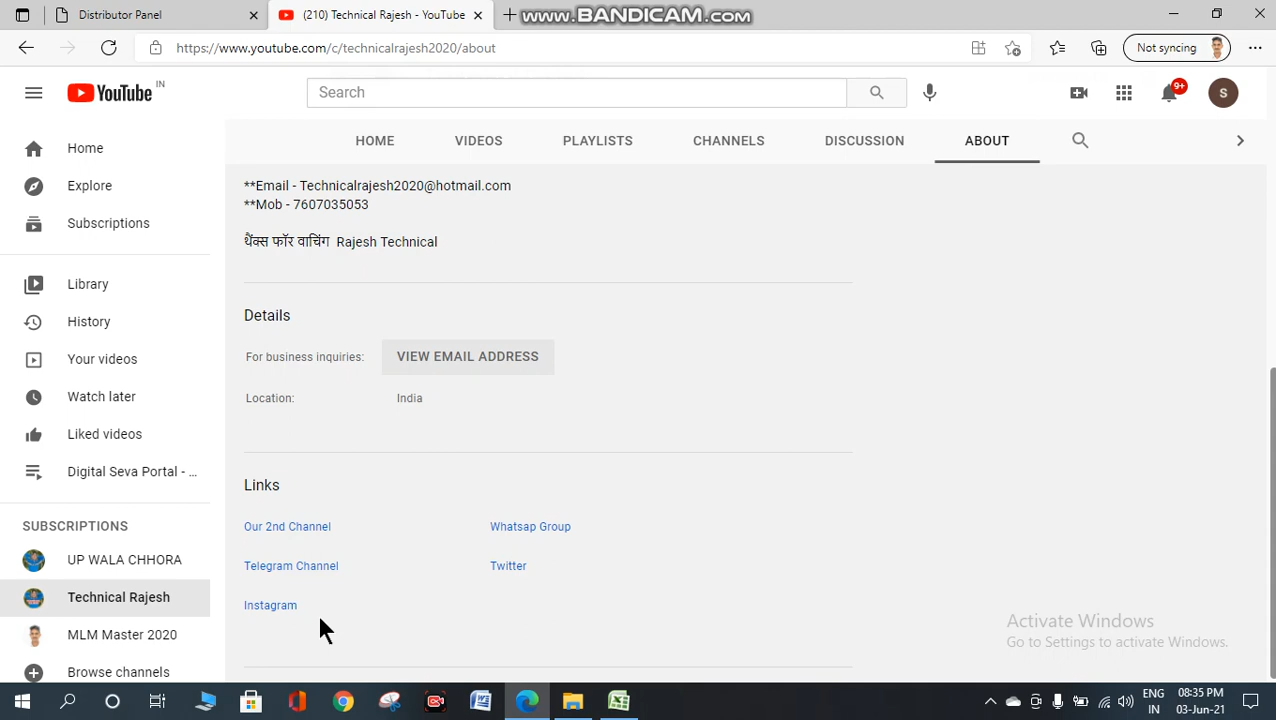 Distributor Panel
(210) Technical Rajesh - YouTube
www.BANDICAM.com
https://www.youtube.com/c/technicalrajesh2020/about
Not syncing
YouTube IN
Search
9+
S
HOME
VIDEOS
PLAYLISTS
CHANNELS
DISCUSSION
ABOUT
Home
Explore
Subscriptions
Library
History
Your videos
Watch later
Liked videos
Digital Seva Portal - ...
SUBSCRIPTIONS
UP WALA CHHORA
Technical Rajesh
MLM Master 2020
Browse channels
**Email - Technicalrajesh2020@hotmail.com
**Mob - 7607035053
थैंक्स फॉर वाचिंग Rajesh Technical
Details
For business inquiries:
VIEW EMAIL ADDRESS
Location:
India
Links
Our 2nd Channel
Whatsap Group
Telegram Channel
Twitter
Instagram
Activate Windows
Go to Settings to activate Windows.
ENG
IN
08:35 PM
03-Jun-21